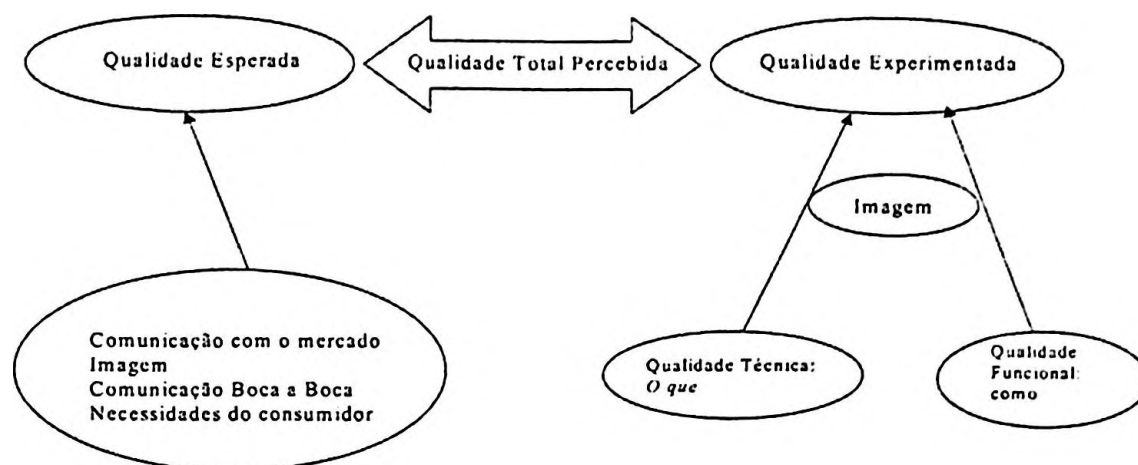 Qualidade Esperada
Qualidade Total Percebida
Qualidade Experimentada
Imagem
Comunicação com o mercado
Imagem
Comunicação Boca a Boca
Necessidades do consumidor
Qualidade Técnica:
O que
Qualidade
Funcional:
como